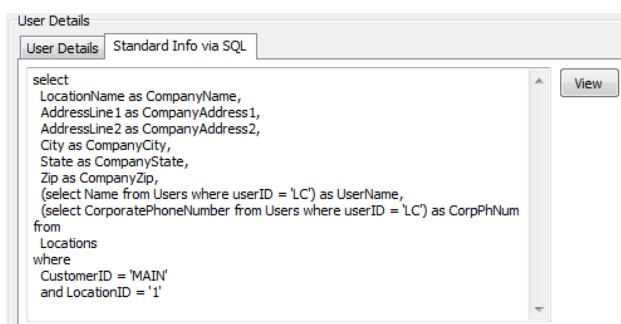 User Details
User Details
Standard Info via SQL
select
LocationName as CompanyName,
AddressLine1 as CompanyAddress1,
AddressLine2 as CompanyAddress2,
City as CompanyCity,
State as CompanyState,
Zip as CompanyZip,
(select Name from Users where userID = 'LC') as UserName,
(select CorporatePhoneNumber from Users where userID = 'LC') as CorpPhNum
from
Locations
where
CustomerID = 'MAIN'
and LocationID = '1'
View